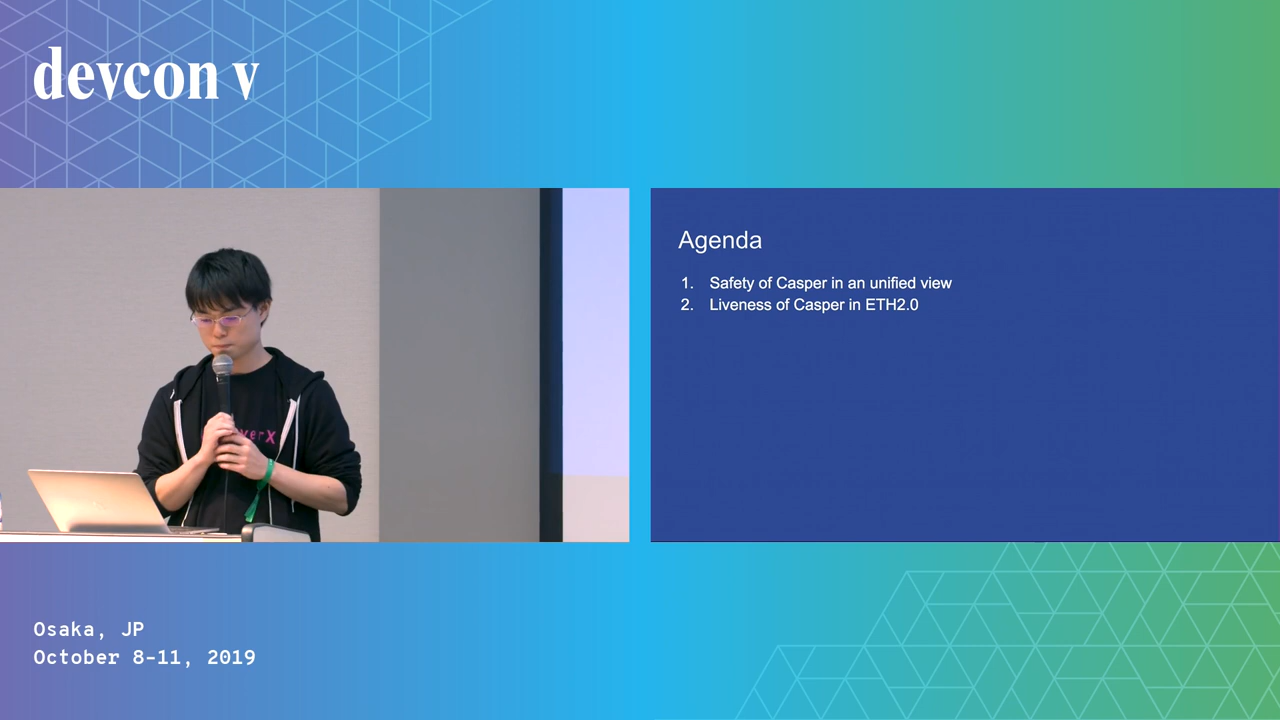 devcon v
Agenda
1. Safety of Casper in an unified view
2. Liveness of Casper in ETH2.0
Osaka, JP
October 8-11, 2019